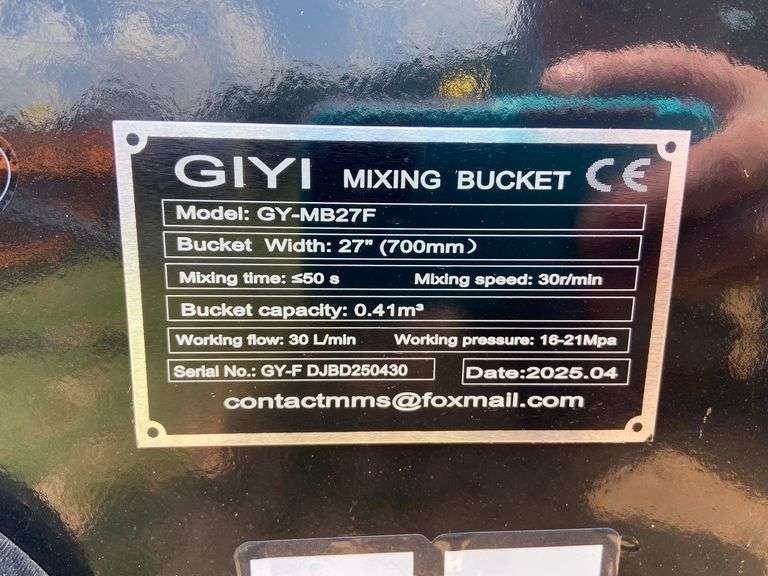 GIYI MIXING BUCKET CE
Model: GY-MB27F
Bucket Width: 27" (700mm)
Mixing time: ≤50 s Mixing speed: 30r/min
Bucket capacity: 0.41m³
Working flow: 30 L/min Working pressure: 16-21Mpa
Serial No.: GY-F DJBD250430 Date:2025.04
contactmms@foxmail.com